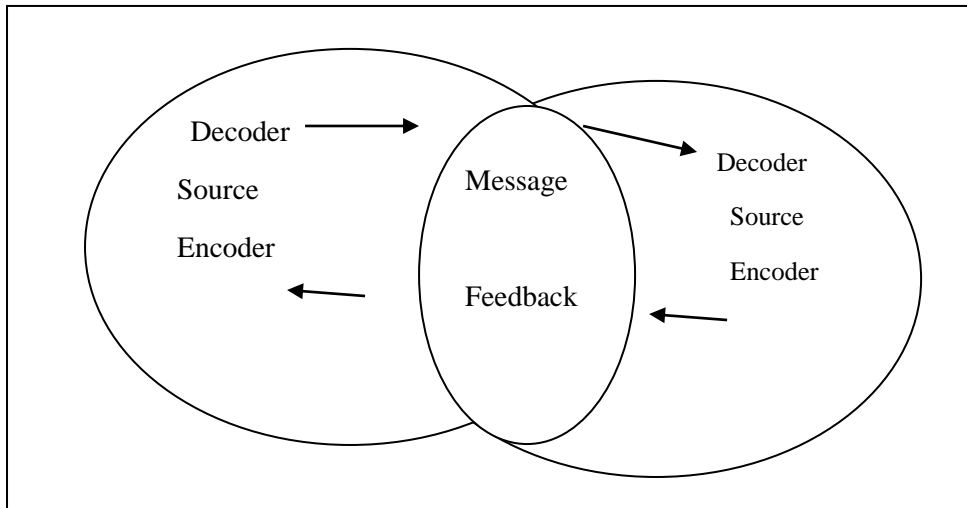 Decoder
Source
Encoder
Message
Feedback
Decoder
Source
Encoder